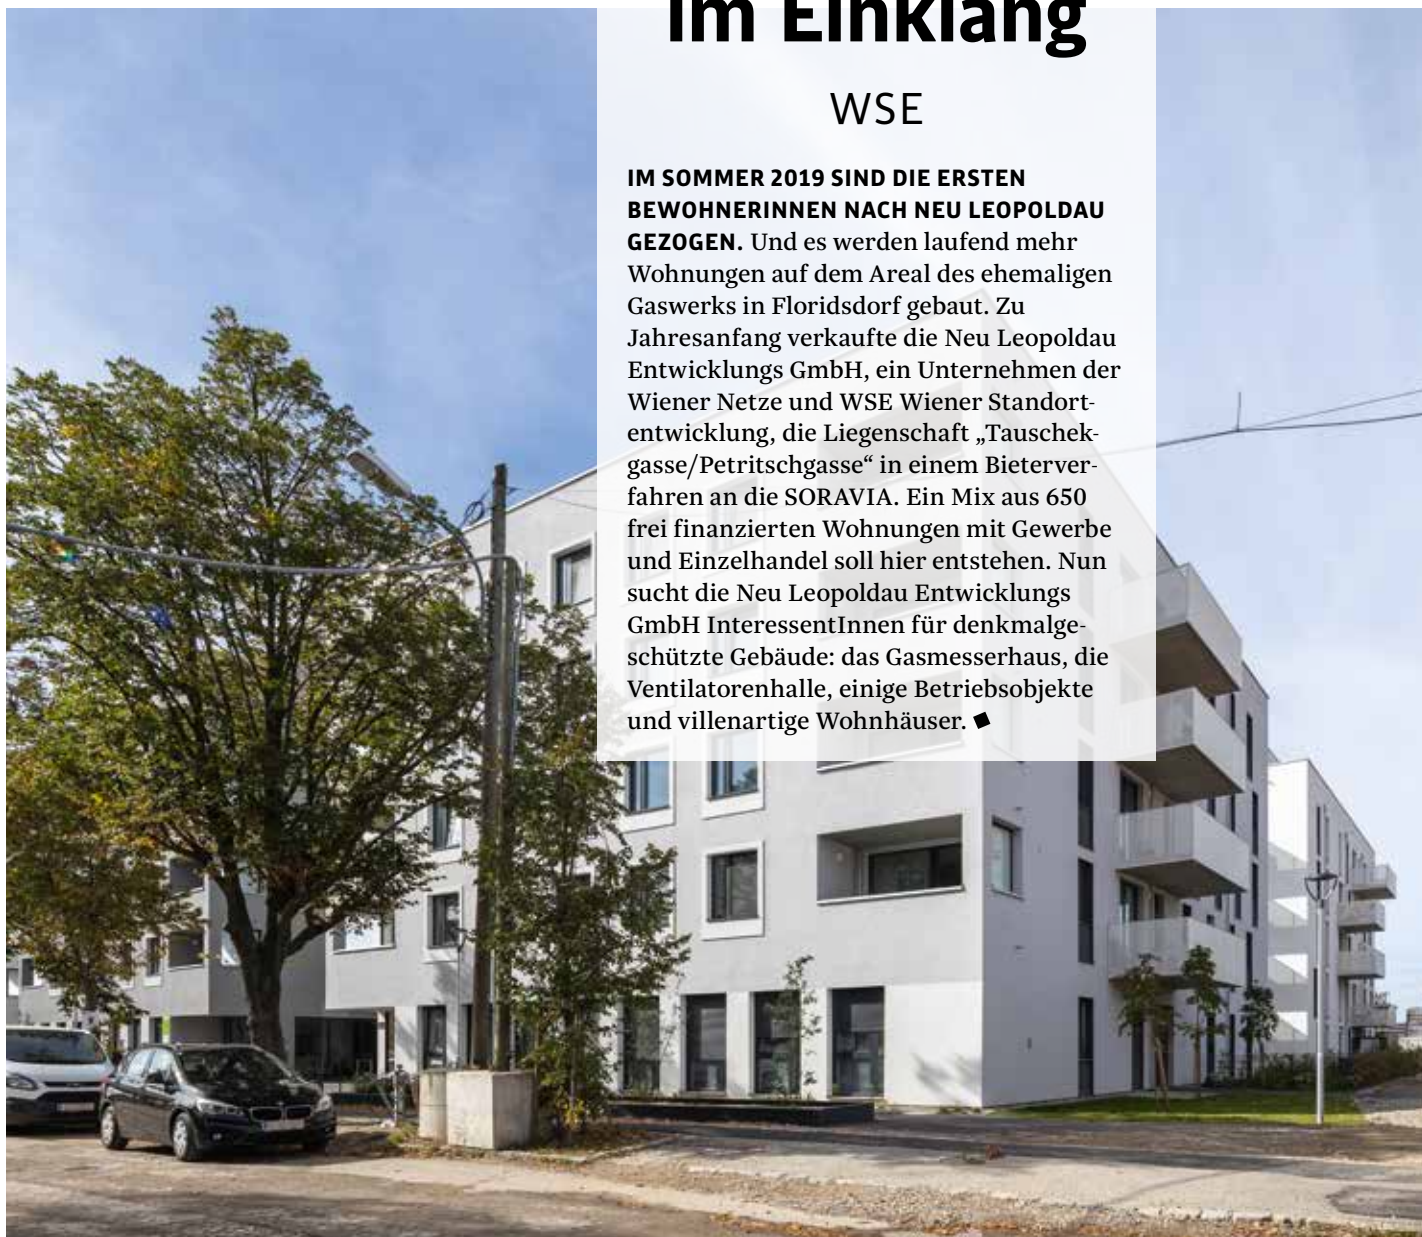 im Einklang
WSE
IM SOMMER 2019 SIND DIE ERSTEN
BEWOHNERINNEN NACH NEU LEOPOLDAU
GEZOGEN. Und es werden laufend mehr
Wohnungen auf dem Areal des ehemaligen
Gaswerks in Floridsdorf gebaut. Zu
Jahresanfang verkaufte die Neu Leopoldau
Entwicklungs GmbH, ein Unternehmen der
Wiener Netze und WSE Wiener Standort-
entwicklung, die Liegenschaft „Tauschek-
gasse/Petritschgasse“ in einem Bieterver-
fahren an die SORAVIA. Ein Mix aus 650
frei finanzierten Wohnungen mit Gewerbe
und Einzelhandel soll hier entstehen. Nun
sucht die Neu Leopoldau Entwicklungs
GmbH InteressentInnen für denkmalge-
schützte Gebäude: das Gasmesserhaus, die
Ventilatorenhalle, einige Betriebsobjekte
und villenartige Wohnhäuser. ◆